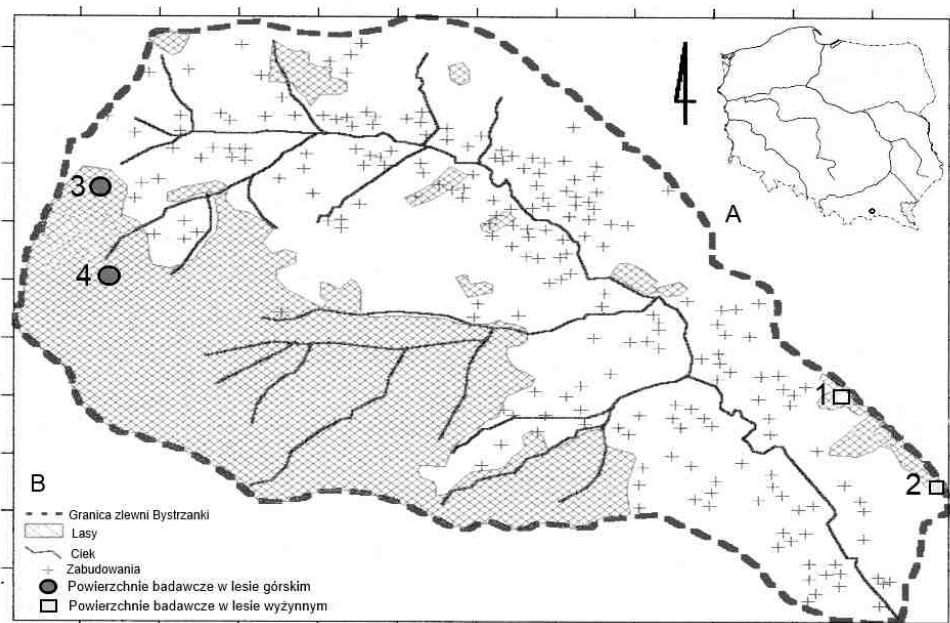 A
3
4
1
2
B
Granica zlewni Bystrzanki
Lasy
Ciek
Zabudowania
Powierzchnie badawcze w lesie górskim
Powierzchnie badawcze w lesie wyżynnym